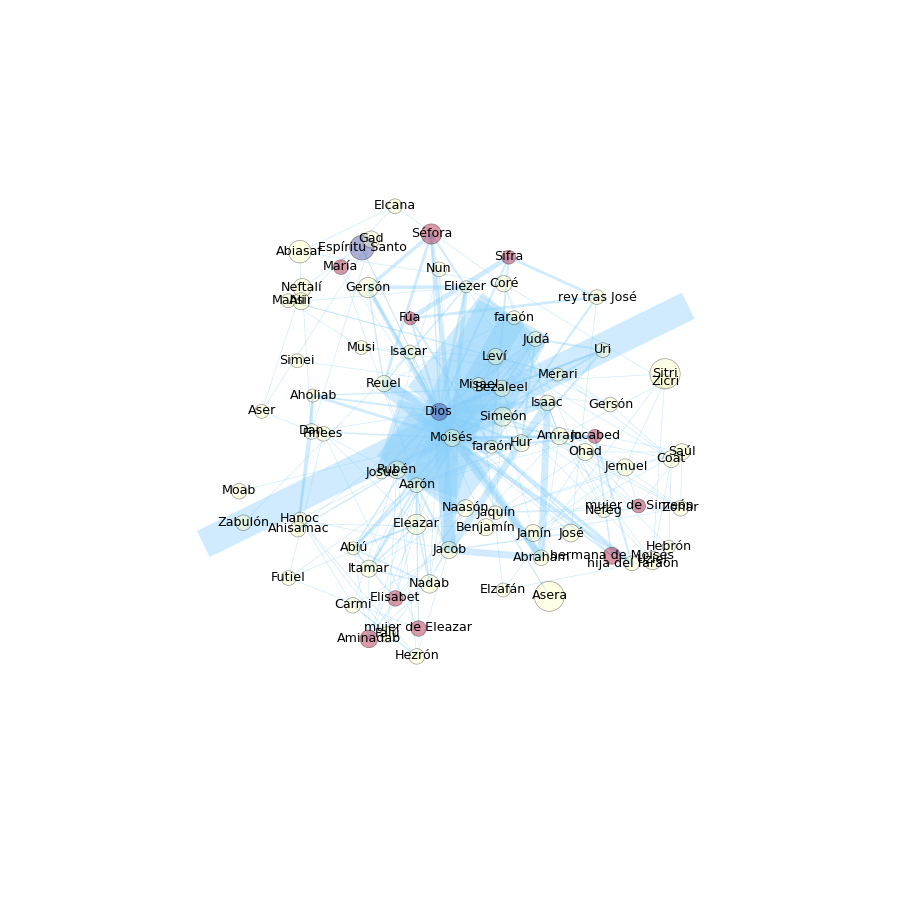 Elcana
Séfora
Gad
Espíritu Santo
Abiasaf
Sifra
María
Nun
Neftalí
Gersón
Eliezer
Coré
rey tras José
Asir
Fúa
faraón
Judá
Musi
Isacar
Uri
Leví
Simei
Merari
Sitri
Zicri
Reuel
Misael
Bezaleel
Aholiab
Isaac
Gersón
Aser
Dios
Simeón
Dan
Finees
Moisés
Amram
Jocabed
Hur
faraón
Ohad
Saúl
Coat
Jemuel
Rubén
Josué
Aarón
Moab
mujer de Simeón
Zohar
Naasón
Nefeg
Jaquín
Zabulón
Hanoc
Eleazar
Benjamín
Ahisamac
Jamín
José
Abiú
Jacob
Hebrón
Abraham
hermana de Moisés
hija del faraón
Itamar
Futiel
Nadab
Elzafán
Asera
Elisabet
Carmi
mujer de Eleazar
Falú
Aminadab
Hezrón